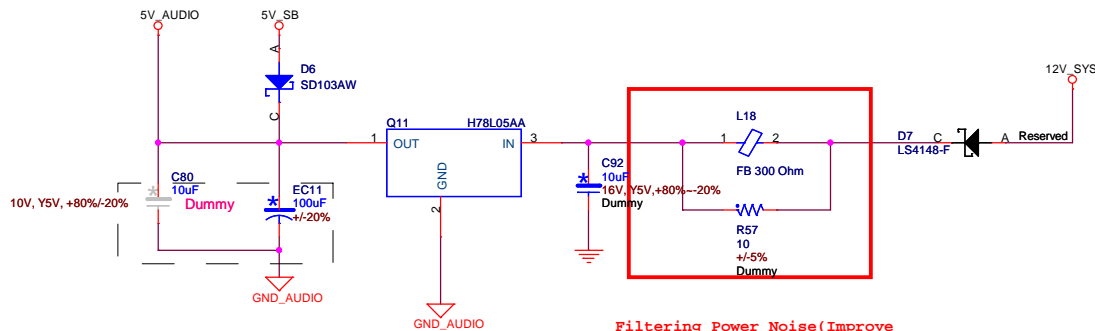 5V_AUDIO
5V_SB
12V_SYS
A
D6
SD103AW
C
Q11
H78L05AA
1
OUT
IN
3
GND
2
L18
1
2
FB 300 Ohm
D7
LS4148-F
C
A
Reserved
*
C80
10uF
10V, Y5V, +80%/-20%
Dummy
*
EC11
100uF
+/-20%
*
C92
10uF
16V, Y5V,+80%~-20%
Dummy
R57
10
+/-5%
Dummy
GND_AUDIO
GND_AUDIO
Filtering Power Noise(Improve